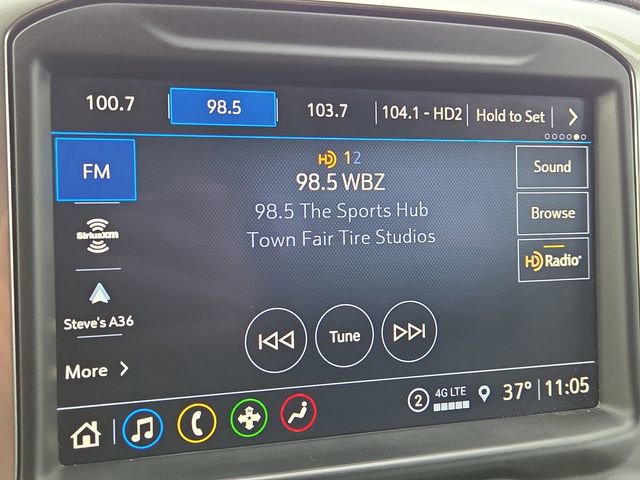 100.7 98.5 103.7 104.1 - HD2 Hold to Set
FM
HD 1 2
98.5 WBZ
98.5 The Sports Hub
Town Fair Tire Studios
Sound
Browse
HD Radio
SiriusXM
Steve's A36
More
Tune
2 4G LTE 37° 11:05